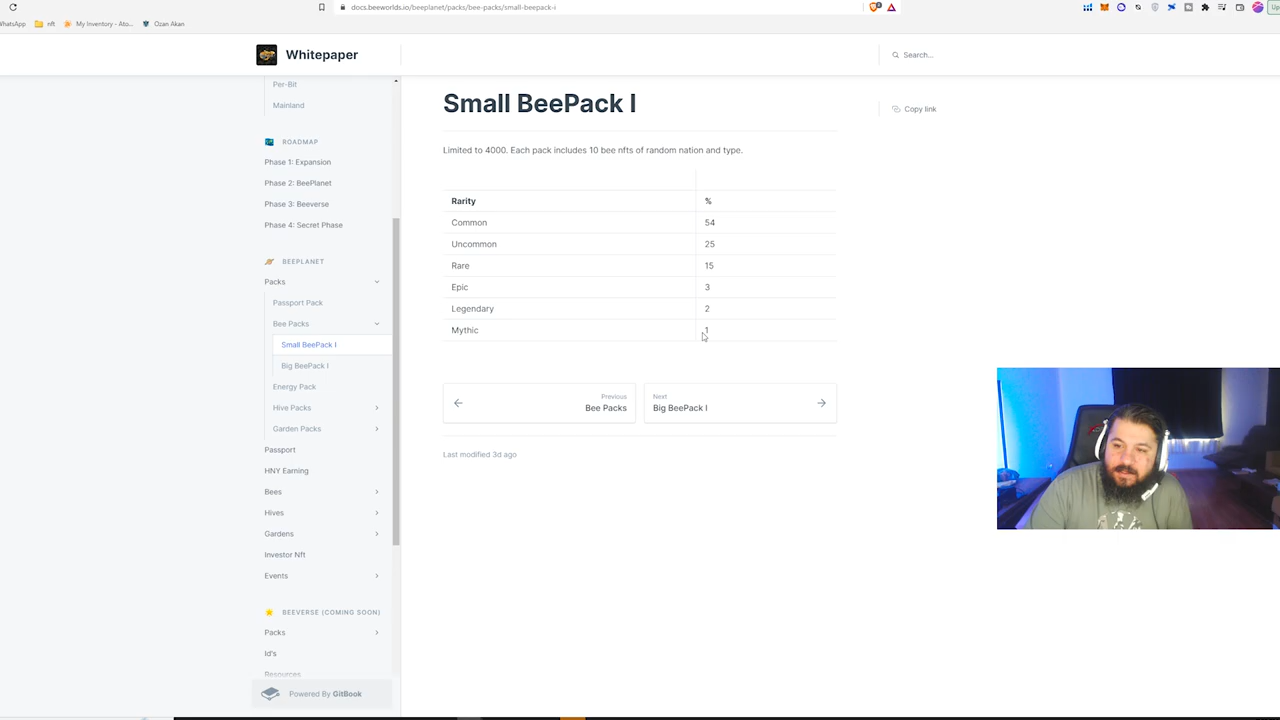 docs.beeworlds.io/beeplanet/packs/bee-packs/small-beepack-i
WhatsApp
nft
My Inventory - Ato...
Ozan Akan
Whitepaper
Search...
Per-Bit
Mainland
ROADMAP
Phase 1: Expansion
Phase 2: BeePlanet
Phase 3: Beeverse
Phase 4: Secret Phase
BEEPLANET
Packs
Passport Pack
Bee Packs
Small BeePack I
Big BeePack I
Energy Pack
Hive Packs
Garden Packs
Passport
HNY Earning
Bees
Hives
Gardens
Investor Nft
Events
BEEVERSE (COMING SOON)
Packs
Id's
Resources
Powered By GitBook
Small BeePack I
Copy link
Limited to 4000. Each pack includes 10 bee nfts of random nation and type.
Rarity %
Common 54
Uncommon 25
Rare 15
Epic 3
Legendary 2
Mythic 1
Previous
Bee Packs
Next
Big BeePack I
Last modified 3d ago